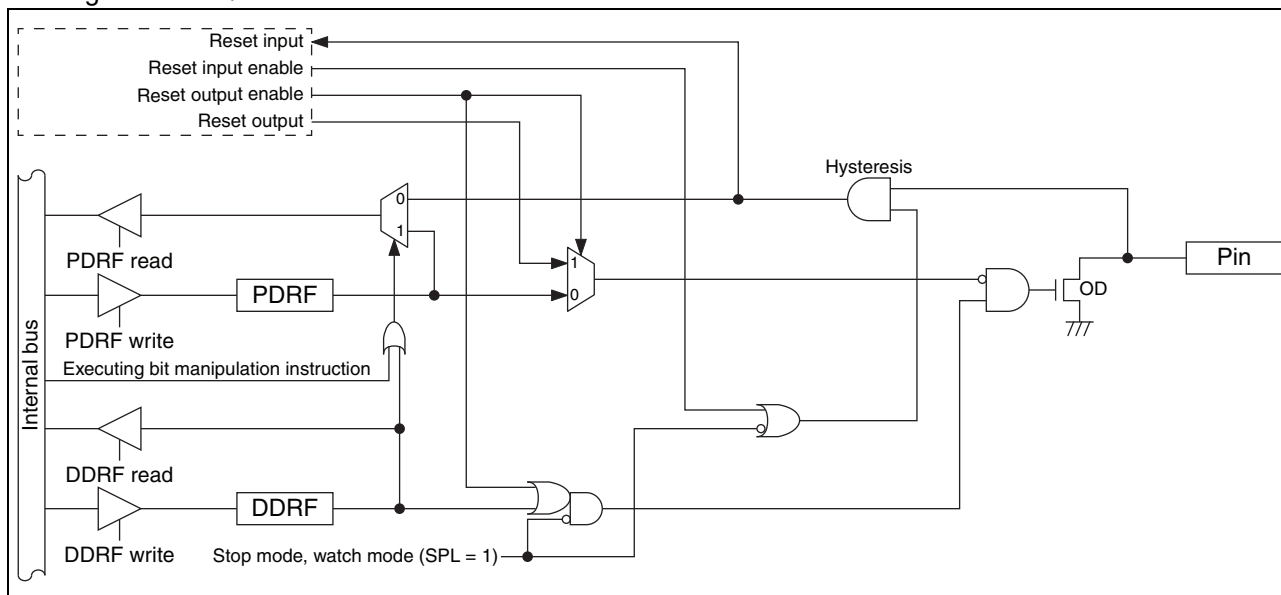 Reset input
Reset input enable
Reset output enable
Reset output
Hysteresis
0
1
PDRF read
1
Pin
PDRF
0
OD
PDRF write
Executing bit manipulation instruction
Internal bus
DDRF read
DDRF
DDRF write
Stop mode, watch mode (SPL = 1)